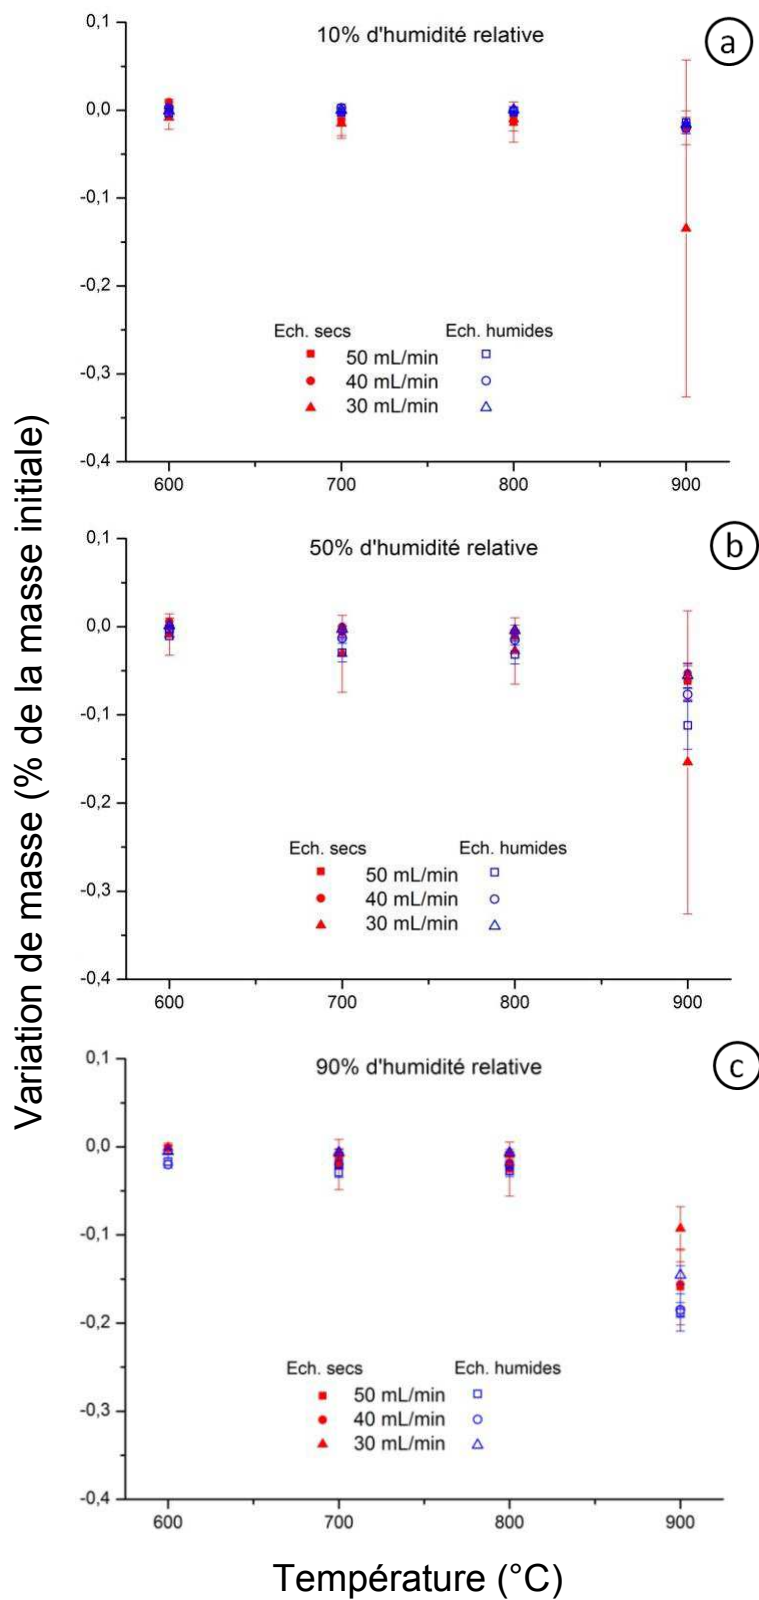 Variation de masse (% de la masse initiale)
10% d'humidité relative
a
0,1
0,0
-0,1
-0,2
-0,3
-0,4
Ech. secs Ech. humides
50 mL/min
40 mL/min
30 mL/min
600 700 800 900
50% d'humidité relative
b
0,1
0,0
-0,1
-0,2
-0,3
-0,4
Ech. secs Ech. humides
50 mL/min
40 mL/min
30 mL/min
600 700 800 900
90% d'humidité relative
c
0,1
0,0
-0,1
-0,2
-0,3
-0,4
Ech. secs Ech. humides
50 mL/min
40 mL/min
30 mL/min
600 700 800 900
Température (°C)